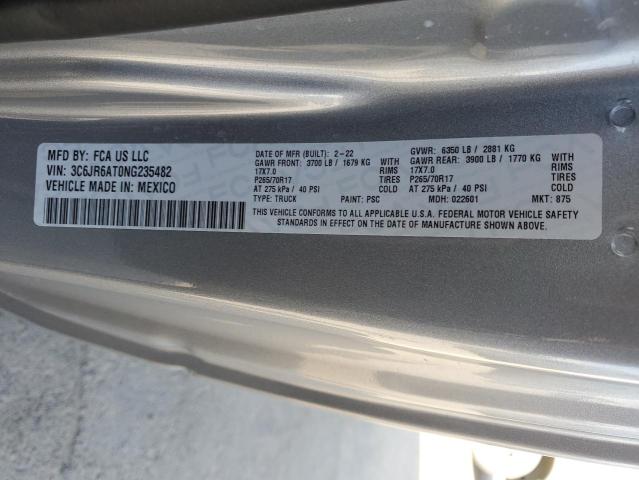 MFD BY: FCA US LLC
VIN: 3C6JR6AT0NG235482
VEHICLE MADE IN: MEXICO
DATE OF MFR (BUILT): 2-22 GVWR: 6350 LB / 2881 KG
GAWR FRONT: 3700 LB / 1679 KG WITH GAWR REAR: 3900 LB / 1770 KG WITH
17X7.0 RIMS 17X7.0 RIMS
P265/70R17 TIRES P265/70R17 TIRES
AT 275 kPa / 40 PSI AT 275 kPa / 40 PSI
TYPE: TRUCK PAINT: PSC MDH: 022601 MKT: 875
THIS VEHICLE CONFORMS TO ALL APPLICABLE U.S.A. FEDERAL MOTOR VEHICLE SAFETY
STANDARDS IN EFFECT ON THE DATE OF MANUFACTURE SHOWN ABOVE.